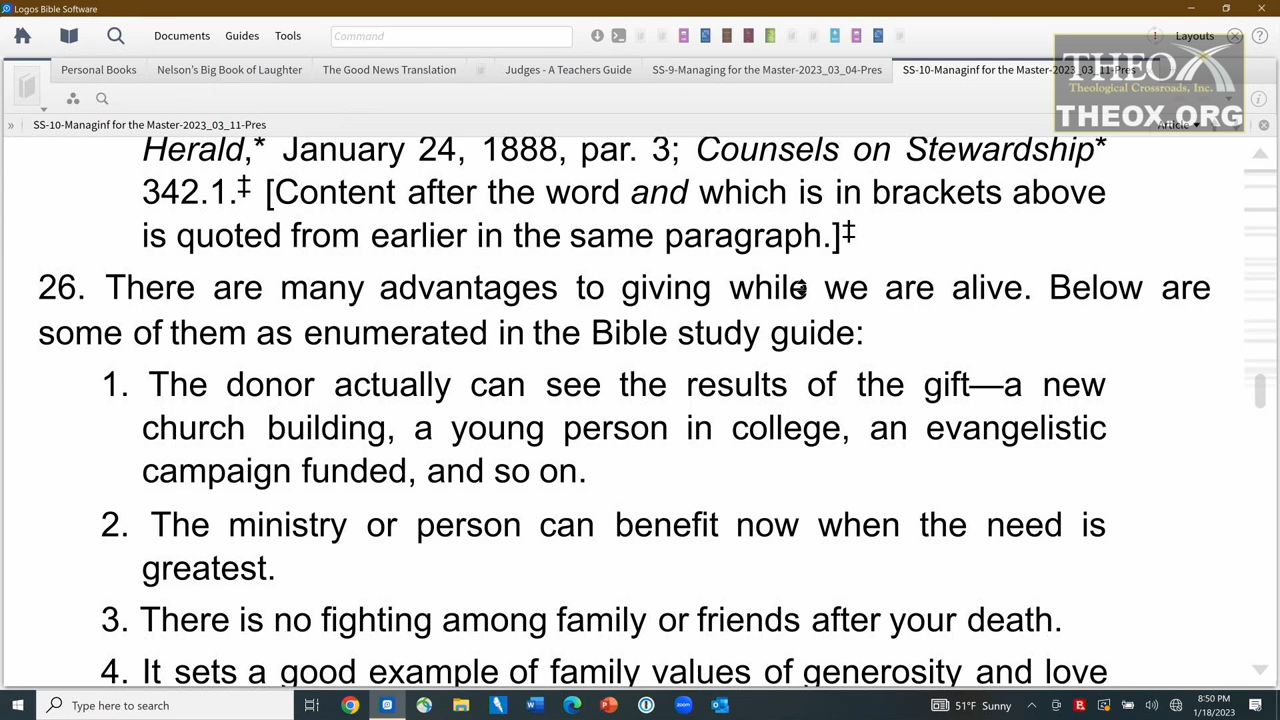 Logos Bible Software
Documents Guides Tools Command Layouts
Personal Books Nelson's Big Book of Laughter The Ga Judges - A Teachers Guide SS-9-Managing for the Master-2023_03_04-Pres SS-10-Managinf for the Master-2023_03_11-Pres
THEOX
Theological Crossroads, Inc.
THEOX.ORG
SS-10-Managinf for the Master-2023_03_11-Pres Article
Herald,* January 24, 1888, par. 3; Counsels on Stewardship*
342.1.‡ [Content after the word and which is in brackets above
is quoted from earlier in the same paragraph.]‡
26. There are many advantages to giving while we are alive. Below are
some of them as enumerated in the Bible study guide:
1. The donor actually can see the results of the gift—a new
church building, a young person in college, an evangelistic
campaign funded, and so on.
2. The ministry or person can benefit now when the need is
greatest.
3. There is no fighting among family or friends after your death.
4. It sets a good example of family values of generosity and love
Type here to search 51°F Sunny 8:50 PM
1/18/2023